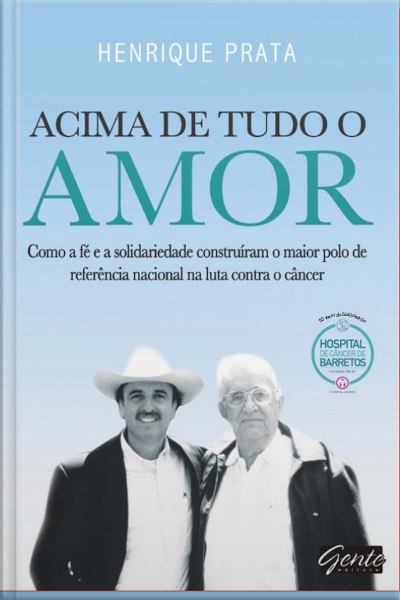 HENRIQUE PRATA
ACIMA DE TUDO O
AMOR
Como a fé e a solidariedade construíram o maior polo de
referência nacional na luta contra o câncer
HOSPITAL
DE CÂNCER DE
BARRETOS
Gente
editora